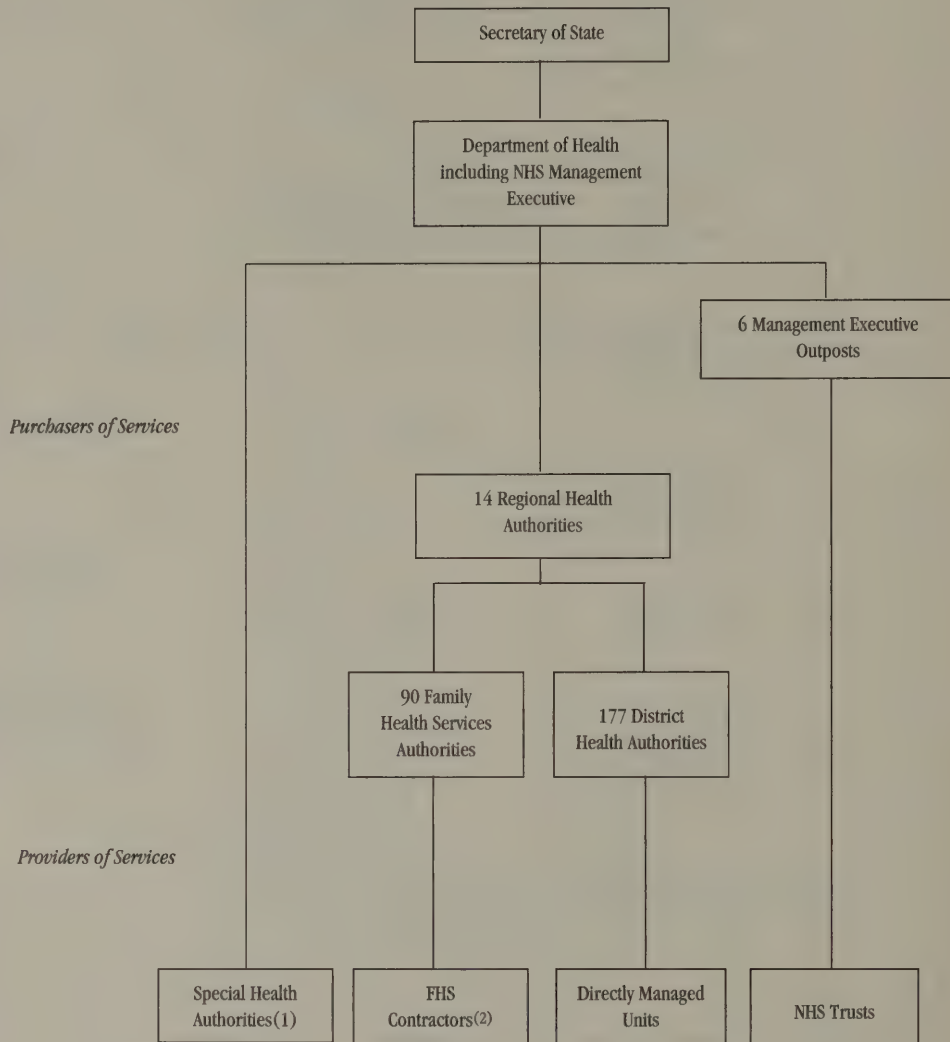 Secretary of State
Department of Health
including NHS Management
Executive
6 Management Executive
Outposts
Purchasers of Services
14 Regional Health
Authorities
90 Family
Health Services
Authorities
177 District
Health Authorities
Providers of Services
Special Health
Authorities(1)
FHS
Contractors(2)
Directly Managed
Units
NHS Trusts